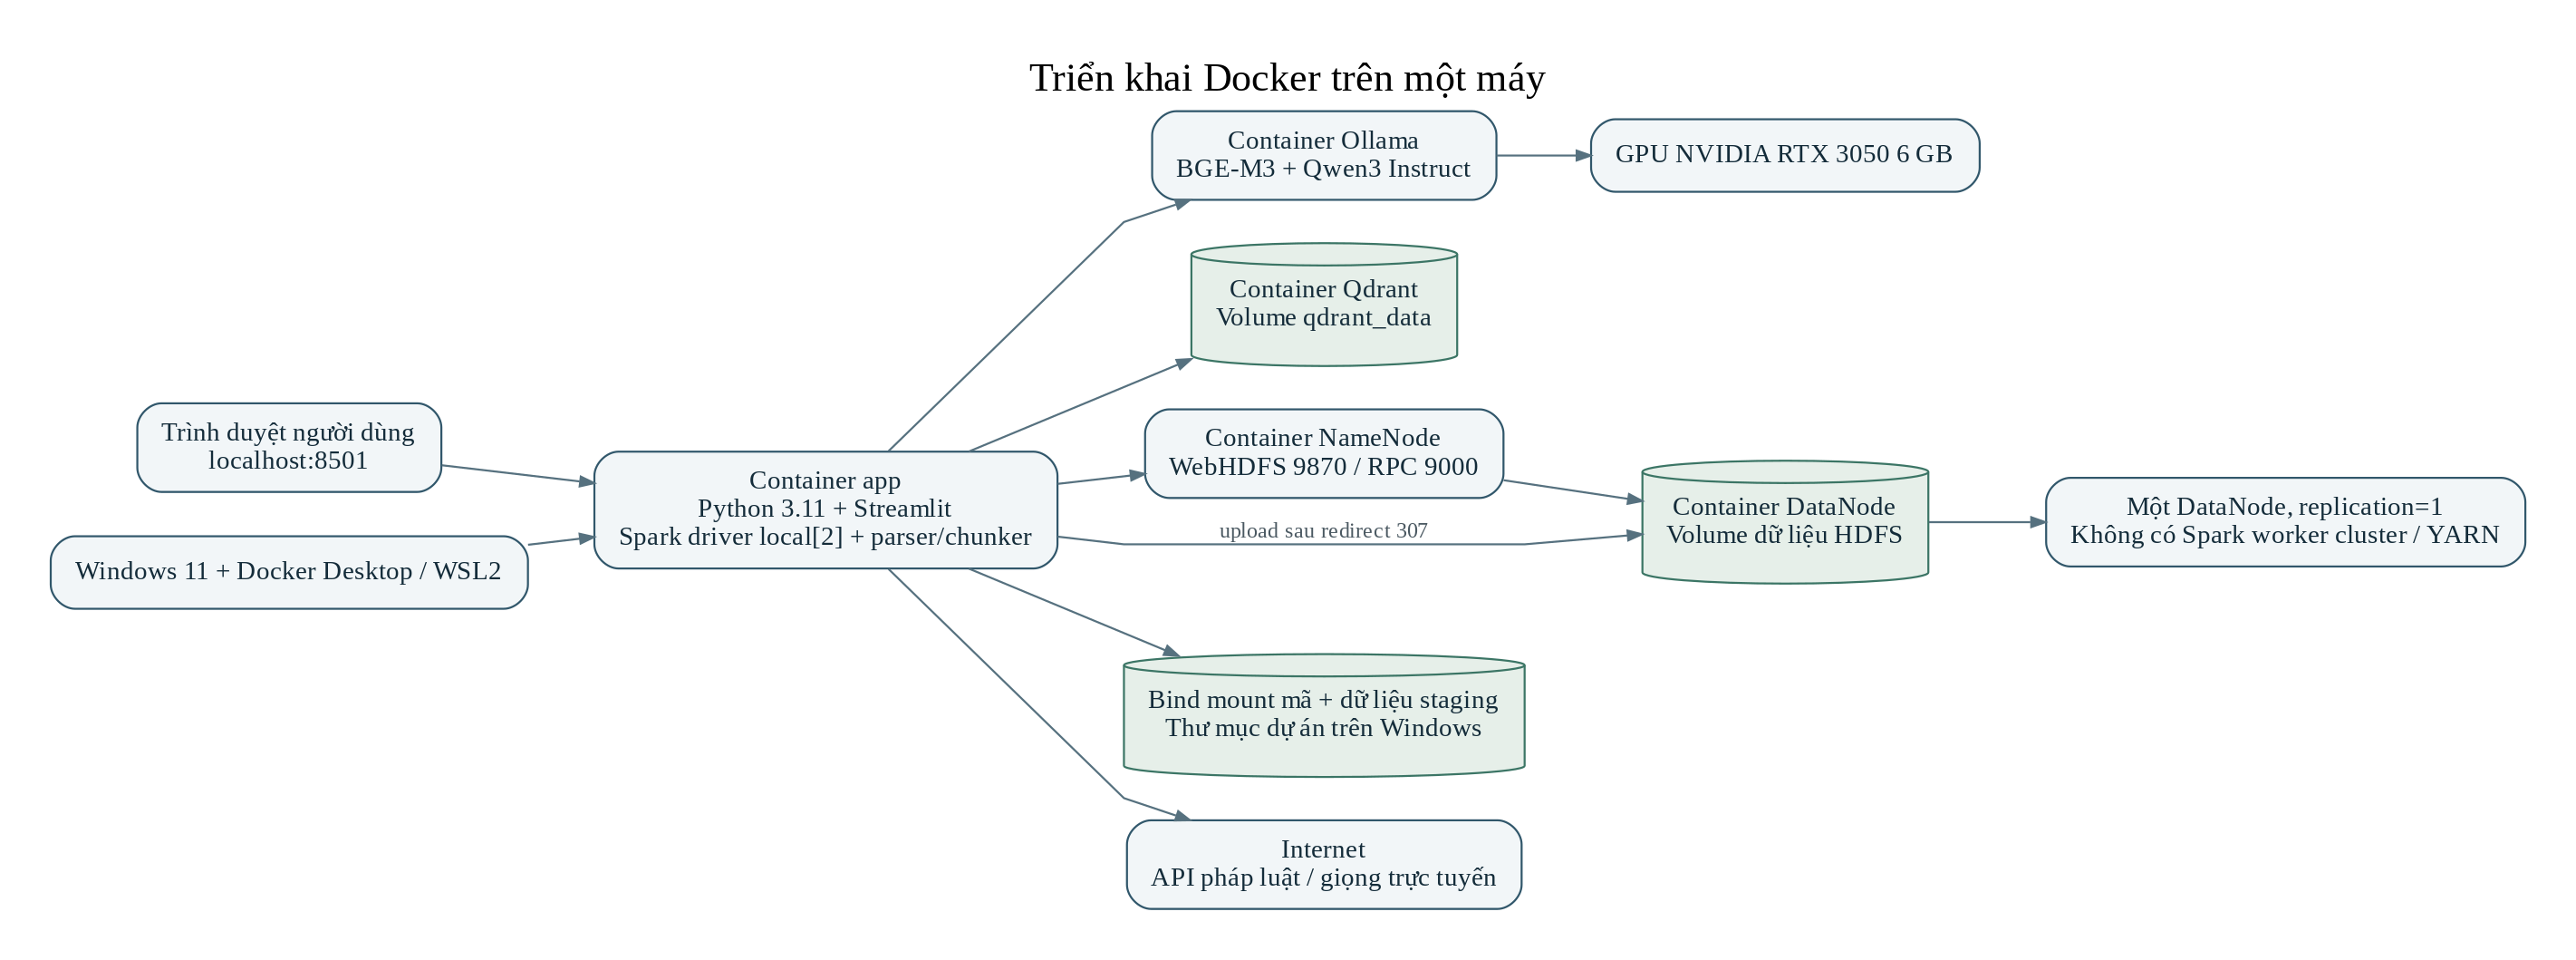 Triển khai Docker trên một máy
Container Ollama
BGE-M3 + Qwen3 Instruct
GPU NVIDIA RTX 3050 6 GB
Container Qdrant
Volume qdrant_data
Trình duyệt người dùng
localhost:8501
Windows 11 + Docker Desktop / WSL2
Container app
Python 3.11 + Streamlit
Spark driver local[2] + parser/chunker
Container NameNode
WebHDFS 9870 / RPC 9000
upload sau redirect 307
Container DataNode
Volume dữ liệu HDFS
Một DataNode, replication=1
Không có Spark worker cluster / YARN
Bind mount mã + dữ liệu staging
Thư mục dự án trên Windows
Internet
API pháp luật / giọng trực tuyến